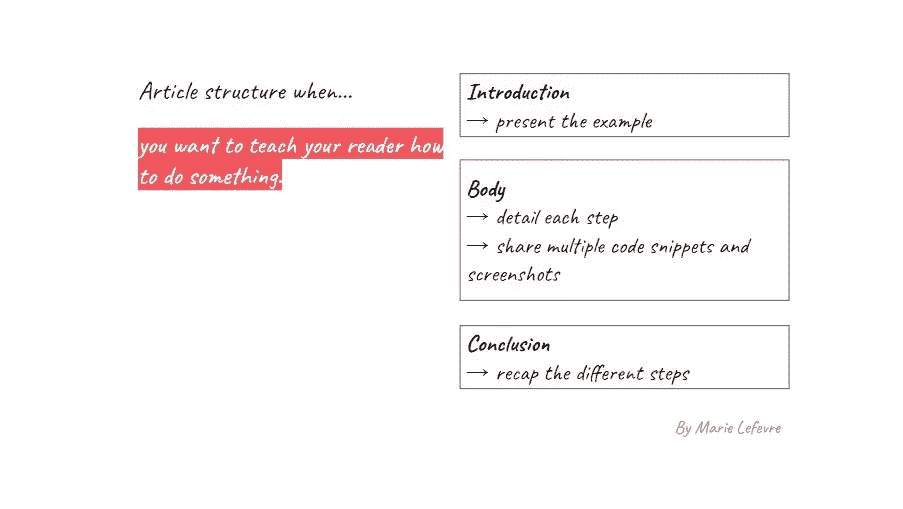 Article structure when...
you want to teach your reader how
to do something.
Introduction
→ present the example
Body
→ detail each step
→ share multiple code snippets and
screenshots
Conclusion
→ recap the different steps
By Marie Lefevre